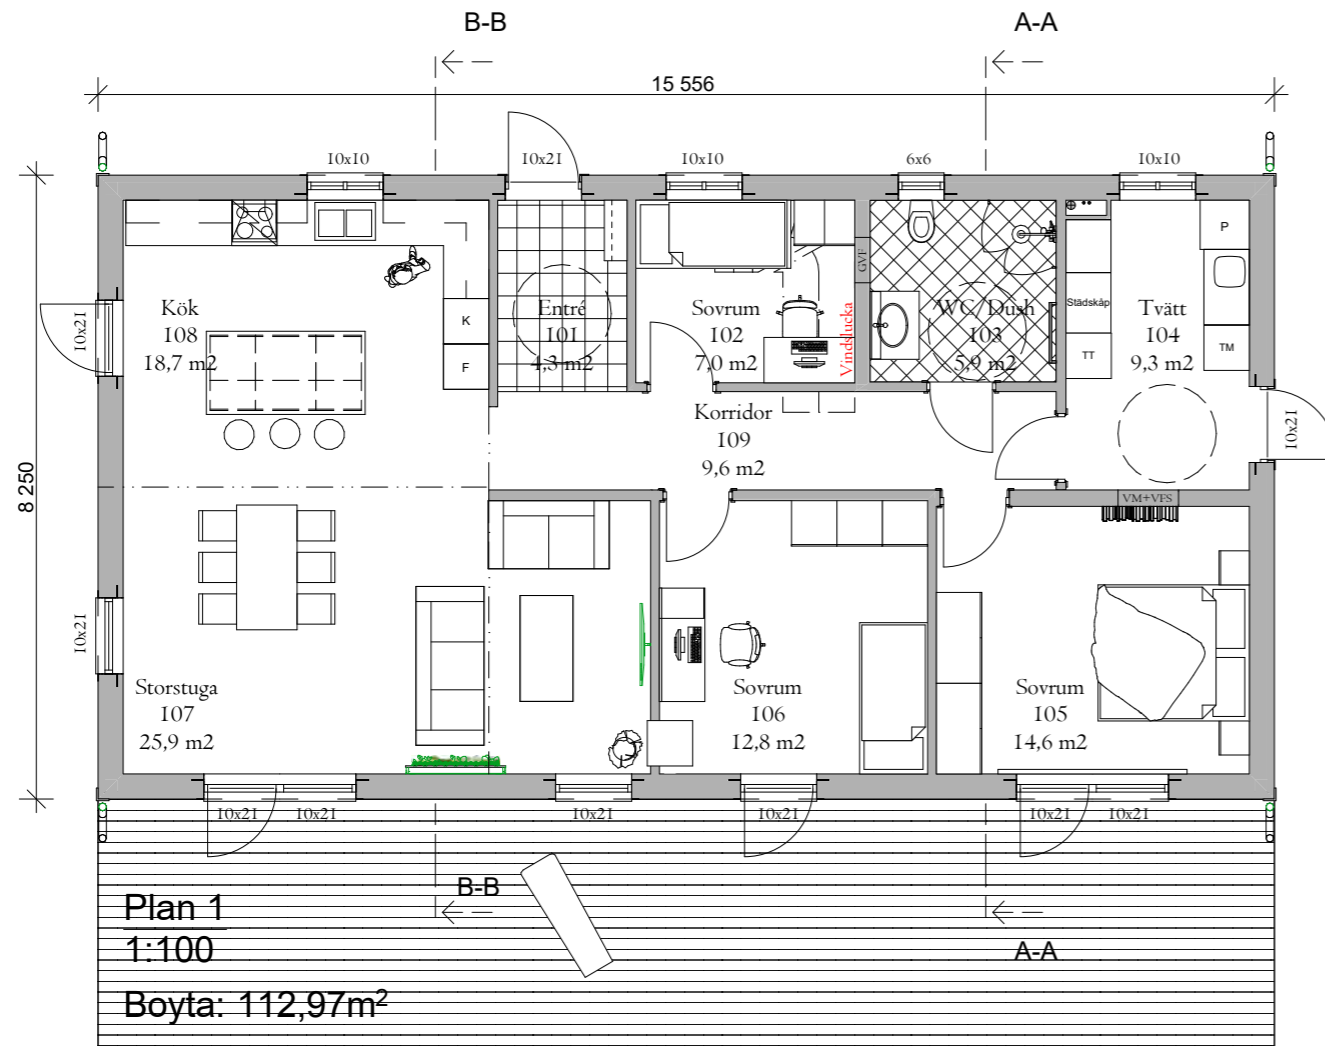 B-B
A-A
15 556
10x10
10x21
10x10
6x6
10x10
8 250
10x21
Kök
108
18,7 m2
K
F
Entré
101
4,3 m2
Sovrum
102
7,0 m2
Vindslucka
GVF
WC/Dush
103
5,9 m2
Städskåp
TT
Tvätt
104
9,3 m2
P
TM
10x21
Korridor
109
9,6 m2
VM+VFS
10x21
Storstuga
107
25,9 m2
Sovrum
106
12,8 m2
Sovrum
105
14,6 m2
10x21
10x21
10x21
10x21
10x21
10x21
B-B
A-A
Plan 1
1:100
Boyta: 112,97m²